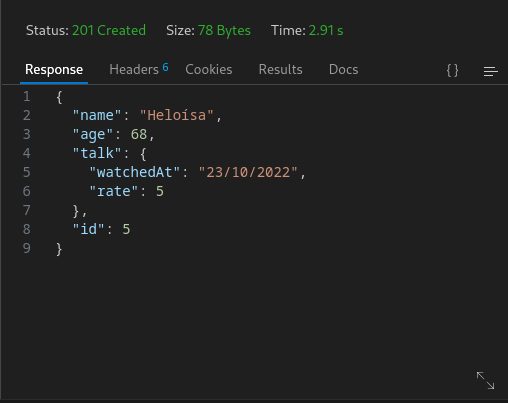 Status: 201 Created Size: 78 Bytes Time: 2.91 s
Response Headers 6 Cookies Results Docs { }
1 {
2 "name": "Heloísa",
3 "age": 68,
4 "talk": {
5 "watchedAt": "23/10/2022",
6 "rate": 5
7 },
8 "id": 5
9 }